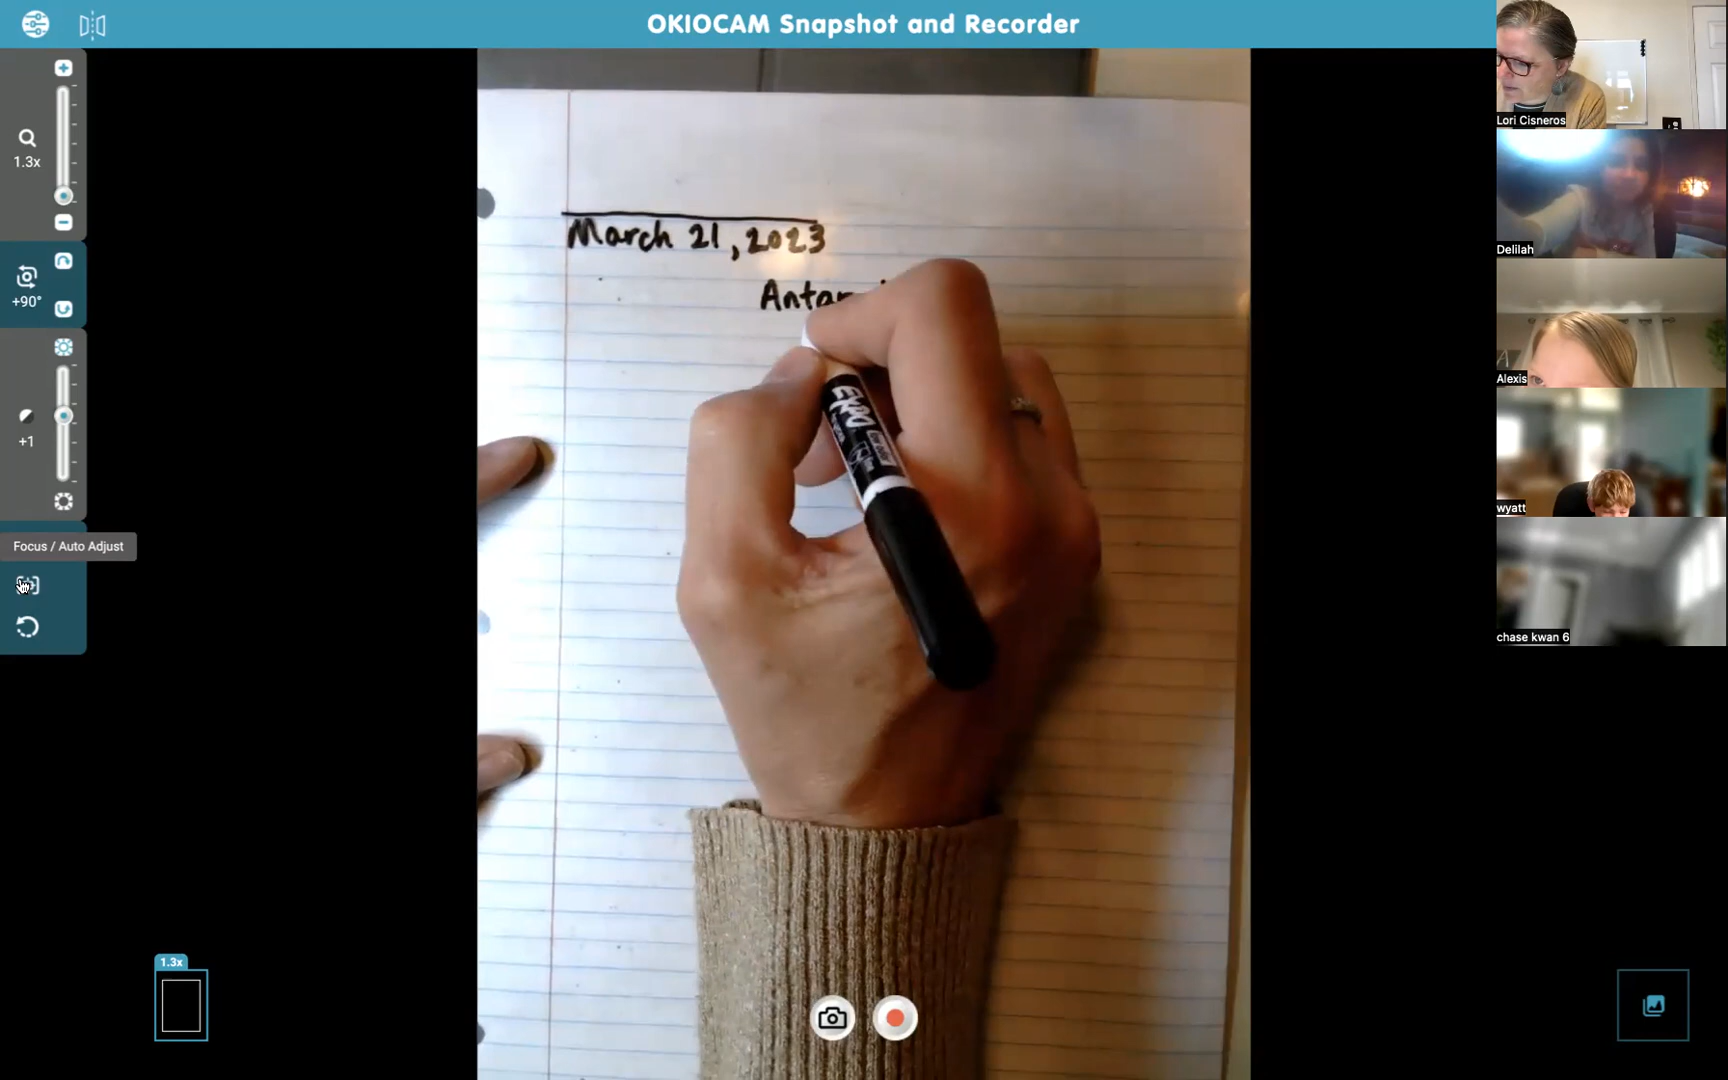 OKIOCAM Snapshot and Recorder
1.3x
+90°
+1
Focus / Auto Adjust
1.3x
March 21, 2023
EXPO
Lori Cisneros
Delilah
Alexis
wyatt
chase kwan 6